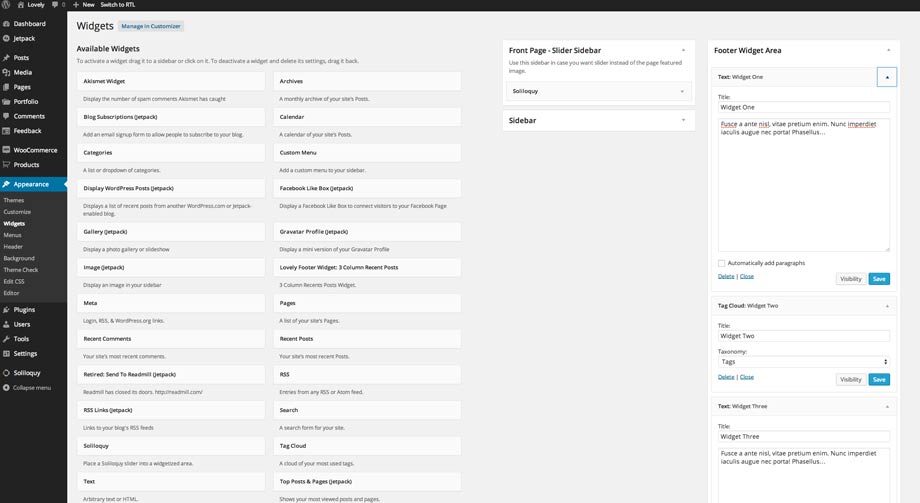 Lovely 0 New Switch to RTL
Dashboard
Jetpack
Posts
Media
Pages
Portfolio
Comments
Feedback
WooCommerce
Products
Appearance
Themes
Customize
Widgets
Menus
Header
Background
Theme Check
Edit CSS
Editor
Plugins
Users
Tools
Settings
Soliloquy
Collapse menu
Widgets Manage in Customizer
Available Widgets
To activate a widget drag it to a sidebar or click on it. To deactivate a widget and delete its settings, drag it back.
Akismet Widget
Display the number of spam comments Akismet has caught
Archives
A monthly archive of your site's Posts.
Blog Subscriptions (Jetpack)
Add an email signup form to allow people to subscribe to your blog.
Calendar
A calendar of your site's Posts.
Categories
A list or dropdown of categories.
Custom Menu
Add a custom menu to your sidebar.
Display WordPress Posts (Jetpack)
Displays a list of recent posts from another WordPress.com or Jetpack-
enabled blog.
Facebook Like Box (Jetpack)
Display a Facebook Like Box to connect visitors to your Facebook Page
Gallery (Jetpack)
Display a photo gallery or slideshow
Gravatar Profile (Jetpack)
Display a mini version of your Gravatar Profile
Image (Jetpack)
Display an image in your sidebar
Lovely Footer Widget: 3 Column Recent Posts
3 Column Recents Posts Widget.
Meta
Login, RSS, & WordPress.org links.
Pages
A list of your site's Pages.
Recent Comments
Your site's most recent comments.
Recent Posts
Your site's most recent Posts.
Retired: Send To Readmill (Jetpack)
Readmill has closed its doors. http://readmill.com/
RSS
Entries from any RSS or Atom feed.
RSS Links (Jetpack)
Links to your blog's RSS feeds
Search
A search form for your site.
Soliloquy
Place a Soliloquy slider into a widgetized area.
Tag Cloud
A cloud of your most used tags.
Text
Arbitrary text or HTML.
Top Posts & Pages (Jetpack)
Shows your most viewed posts and pages.
Front Page - Slider Sidebar
Use this sidebar in case you want slider instead of the page featured
image.
Soliloquy
Sidebar
Footer Widget Area
Text: Widget One
Title:
Widget One
Fusce a ante nisl, vitae pretium enim. Nunc imperdiet
iaculis augue nec porta! Phasellus...
Automatically add paragraphs
Delete | Close Visibility Save
Tag Cloud: Widget Two
Title:
Widget Two
Taxonomy:
Tags
Delete | Close Visibility Save
Text: Widget Three
Title:
Widget Three
Fusce a ante nisl, vitae pretium enim. Nunc imperdiet
iaculis augue nec porta! Phasellus...